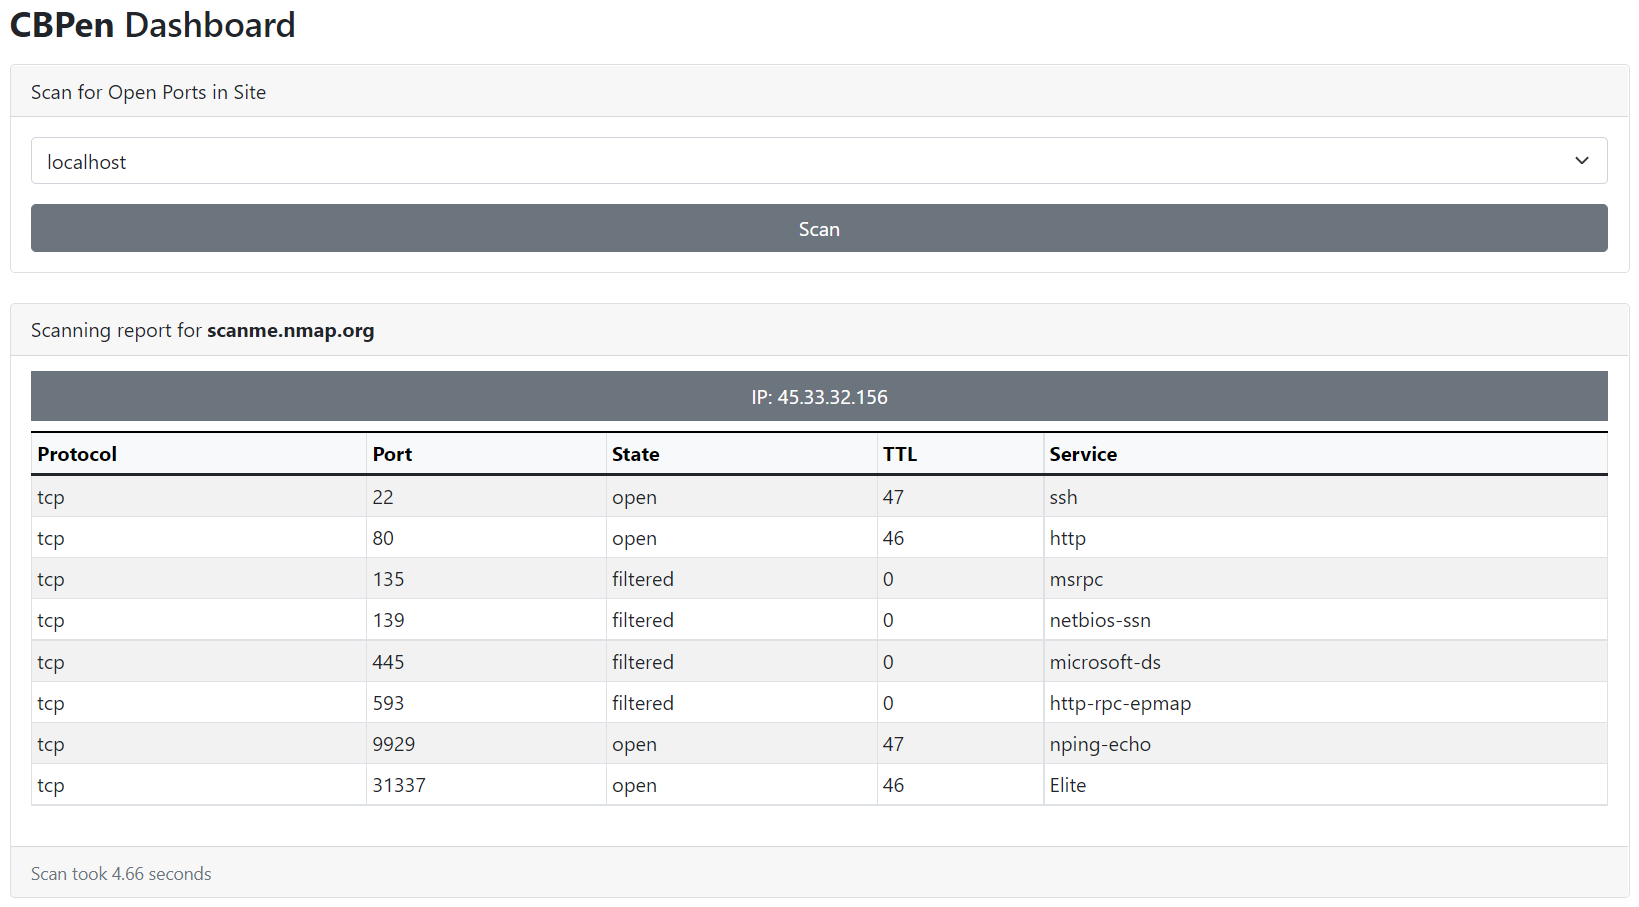 CBPen Dashboard
Scan for Open Ports in Site
localhost
Scan
Scanning report for scanme.nmap.org
IP: 45.33.32.156
Protocol Port State TTL Service
tcp 22 open 47 ssh
tcp 80 open 46 http
tcp 135 filtered 0 msrpc
tcp 139 filtered 0 netbios-ssn
tcp 445 filtered 0 microsoft-ds
tcp 593 filtered 0 http-rpc-epmap
tcp 9929 open 47 nping-echo
tcp 31337 open 46 Elite
Scan took 4.66 seconds